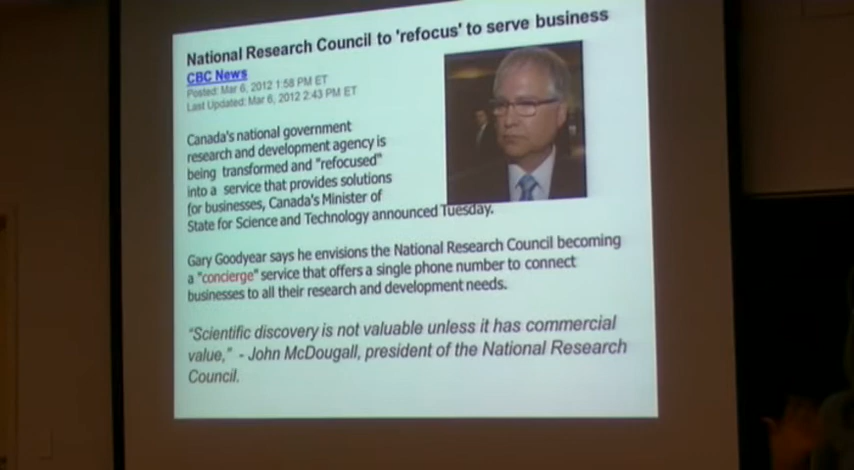 National Research Council to 'refocus' to serve business
CBC News
Posted: Mar 6, 2012 1:58 PM ET
Last Updated: Mar 6, 2012 2:43 PM ET
Canada's national government
research and development agency is
being transformed and "refocused"
into a service that provides solutions
for businesses, Canada's Minister of
State for Science and Technology announced Tuesday.
Gary Goodyear says he envisions the National Research Council becoming
a "concierge" service that offers a single phone number to connect
businesses to all their research and development needs.
"Scientific discovery is not valuable unless it has commercial
value," - John McDougall, president of the National Research
Council.